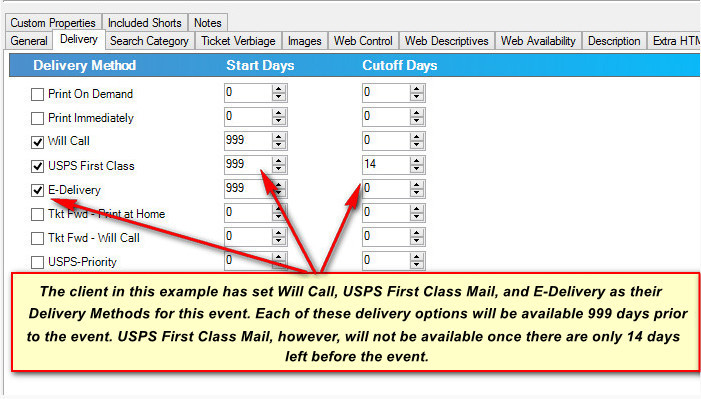 Custom Properties Included Shorts Notes
General Delivery Search Category Ticket Verbiage Images Web Control Web Descriptives Web Availability Description Extra HTM
Delivery Method Start Days Cutoff Days
Print On Demand 0 0
Print Immediately 0 0
Will Call 999 0
USPS First Class 999 14
E-Delivery 999 0
Tkt Fwd - Print at Home 0 0
Tkt Fwd - Will Call 0 0
USPS-Priority 0 0
The client in this example has set Will Call, USPS First Class Mail, and E-Delivery as their
Delivery Methods for this event. Each of these delivery options will be available 999 days prior
to the event. USPS First Class Mail, however, will not be available once there are only 14 days
left before the event.